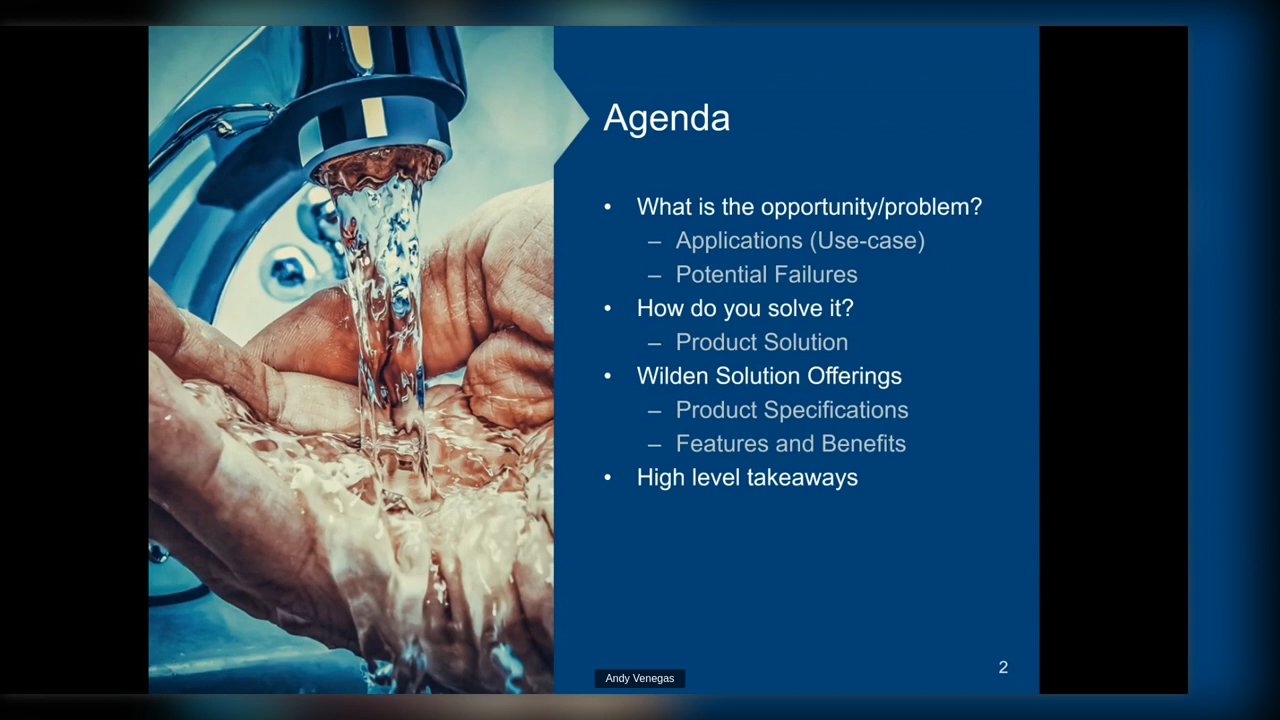 Agenda
• What is the opportunity/problem?
– Applications (Use-case)
– Potential Failures
• How do you solve it?
– Product Solution
• Wilden Solution Offerings
– Product Specifications
– Features and Benefits
• High level takeaways
2
Andy Venegas